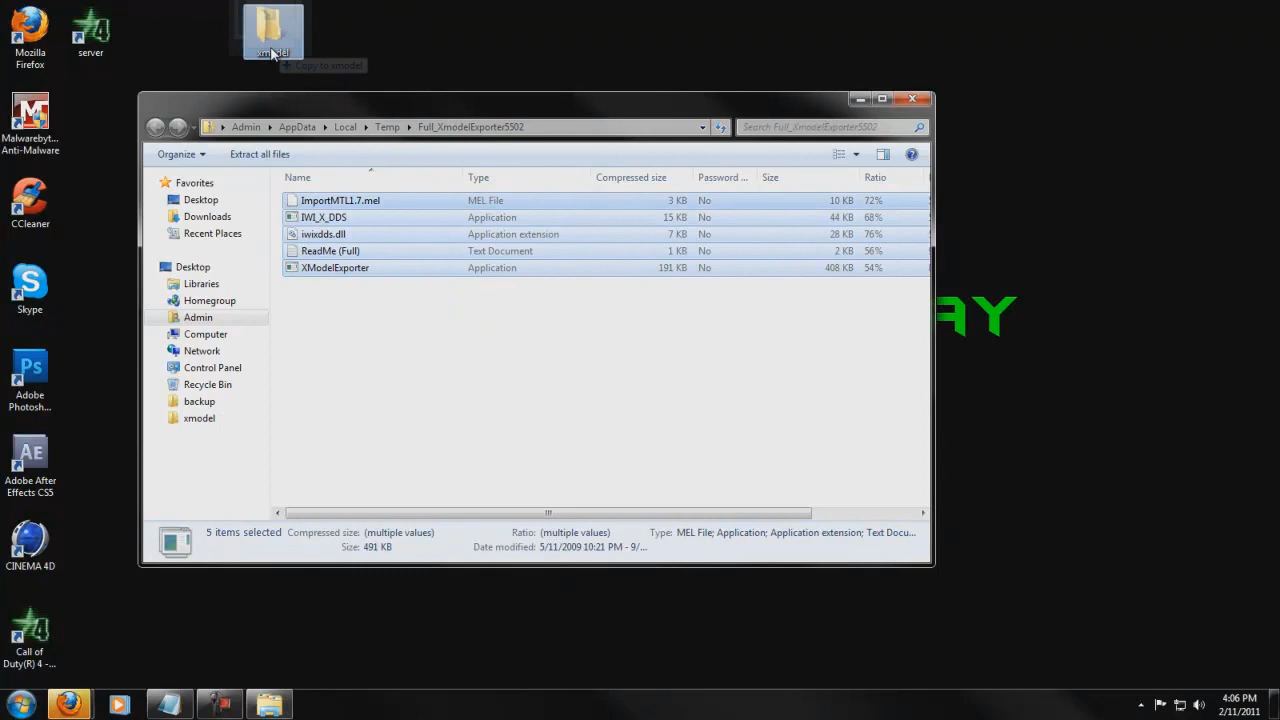 Mozilla
Firefox
server
xmodel
Copy to xmodel
Malwarebyt...
Anti-Malware
CCleaner
Skype
Adobe
Photosh...
Adobe After
Effects CS5
CINEMA 4D
Call of
Duty(R) 4 -...
Admin
AppData
Local
Temp
Full_XmodelExporter5502
Search Full_XmodelExporter5502
Organize
Extract all files
Favorites
Desktop
Downloads
Recent Places
Desktop
Libraries
Homegroup
Admin
Computer
Network
Control Panel
Recycle Bin
backup
xmodel
Name Type Compressed size Password ... Size Ratio
ImportMTL1.7.mel MEL File 3 KB No 10 KB 72%
IWI_X_DDS Application 15 KB No 44 KB 68%
iwixdds.dll Application extension 7 KB No 28 KB 76%
ReadMe (Full) Text Document 1 KB No 2 KB 56%
XModelExporter Application 191 KB No 408 KB 54%
5 items selected Compressed size: (multiple values) Ratio: (multiple values) Type: MEL File; Application; Application extension; Text Docu...
Size: 491 KB Date modified: 5/11/2009 10:21 PM - 9/...
AY
4:06 PM
2/11/2011